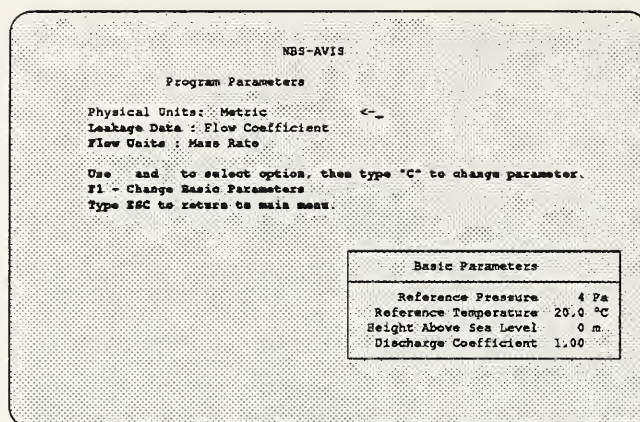 NBS-AVIS
Program Parameters
Physical Units: Metric <-_
Leakage Data : Flow Coefficient
Flow Units : Mass Rate
Use and to select option, then type "C" to change parameter.
F1 - Change Basic Parameters
Type ESC to return to main menu.
Basic Parameters
Reference Pressure 4 Pa
Reference Temperature 20.0 °C
Height Above Sea Level 0 m
Discharge Coefficient 1.00